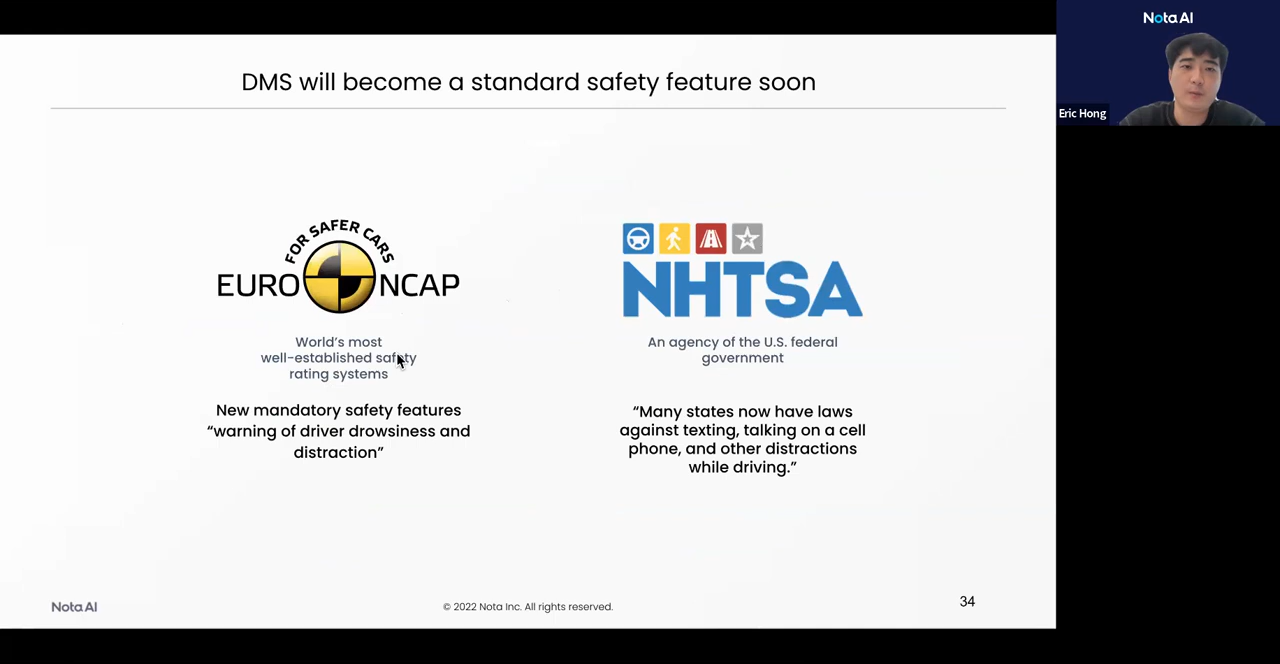 DMS will become a standard safety feature soon
FOR SAFER CARS
EURO NCAP
World's most
well-established safety
rating systems
New mandatory safety features
“warning of driver drowsiness and
distraction”
NHTSA
An agency of the U.S. federal
government
“Many states now have laws
against texting, talking on a cell
phone, and other distractions
while driving.”
Nota AI
© 2022 Nota Inc. All rights reserved.
34
Nota AI
Eric Hong